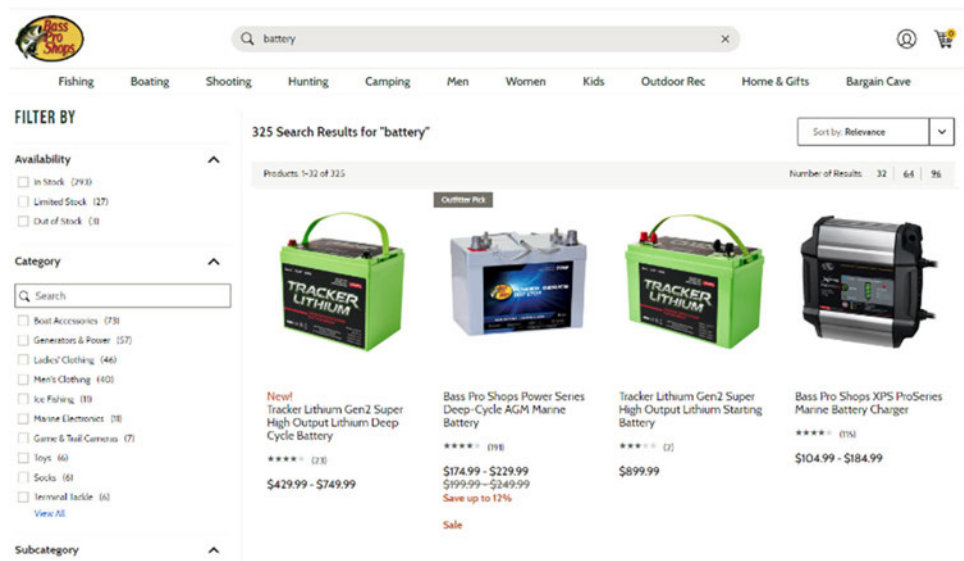 Bass
Pro
Shops
battery
0
Fishing Boating Shooting Hunting Camping Men Women Kids Outdoor Rec Home & Gifts Bargain Cave
FILTER BY
325 Search Results for "battery"
Sort by: Relevance
Availability
In Stock (293)
Limited Stock (27)
Out of Stock (3)
Products: 1-32 of 325
Number of Results 32 64 96
Outfitter Pick
Category
Search
Boat Accessories (73)
Generators & Power (57)
Ladies' Clothing (46)
Men's Clothing (40)
Ice Fishing (11)
Marine Electronics (11)
Game & Trail Cameras (7)
Toys (6)
Socks (6)
Terminal Tackle (6)
View All
Subcategory
TRACKER
LITHIUM
POWER SERIES
TRACKER
LITHIUM
New!
Tracker Lithium Gen2 Super
High Output Lithium Deep
Cycle Battery
(23)
$429.99 - $749.99
Bass Pro Shops Power Series
Deep-Cycle AGM Marine
Battery
(191)
$174.99 - $229.99
$199.99 - $249.99
Save up to 12%
Sale
Tracker Lithium Gen2 Super
High Output Lithium Starting
Battery
(2)
$899.99
Bass Pro Shops XPS ProSeries
Marine Battery Charger
(115)
$104.99 - $184.99